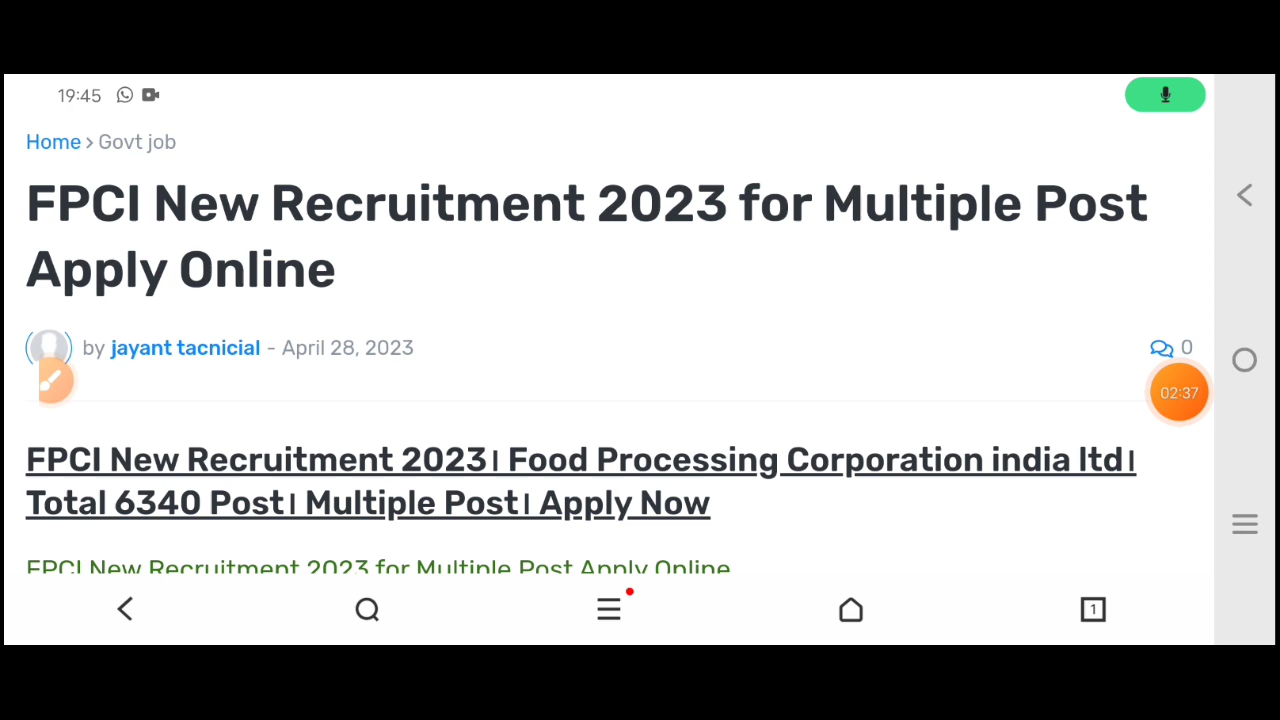 19:45
Home > Govt job
FPCI New Recruitment 2023 for Multiple Post
Apply Online
by jayant tacnicial - April 28, 2023
0
02:37
FPCI New Recruitment 2023। Food Processing Corporation india ltd।
Total 6340 Post। Multiple Post। Apply Now
FPCI New Recruitment 2023 for Multiple Post Apply Online
1